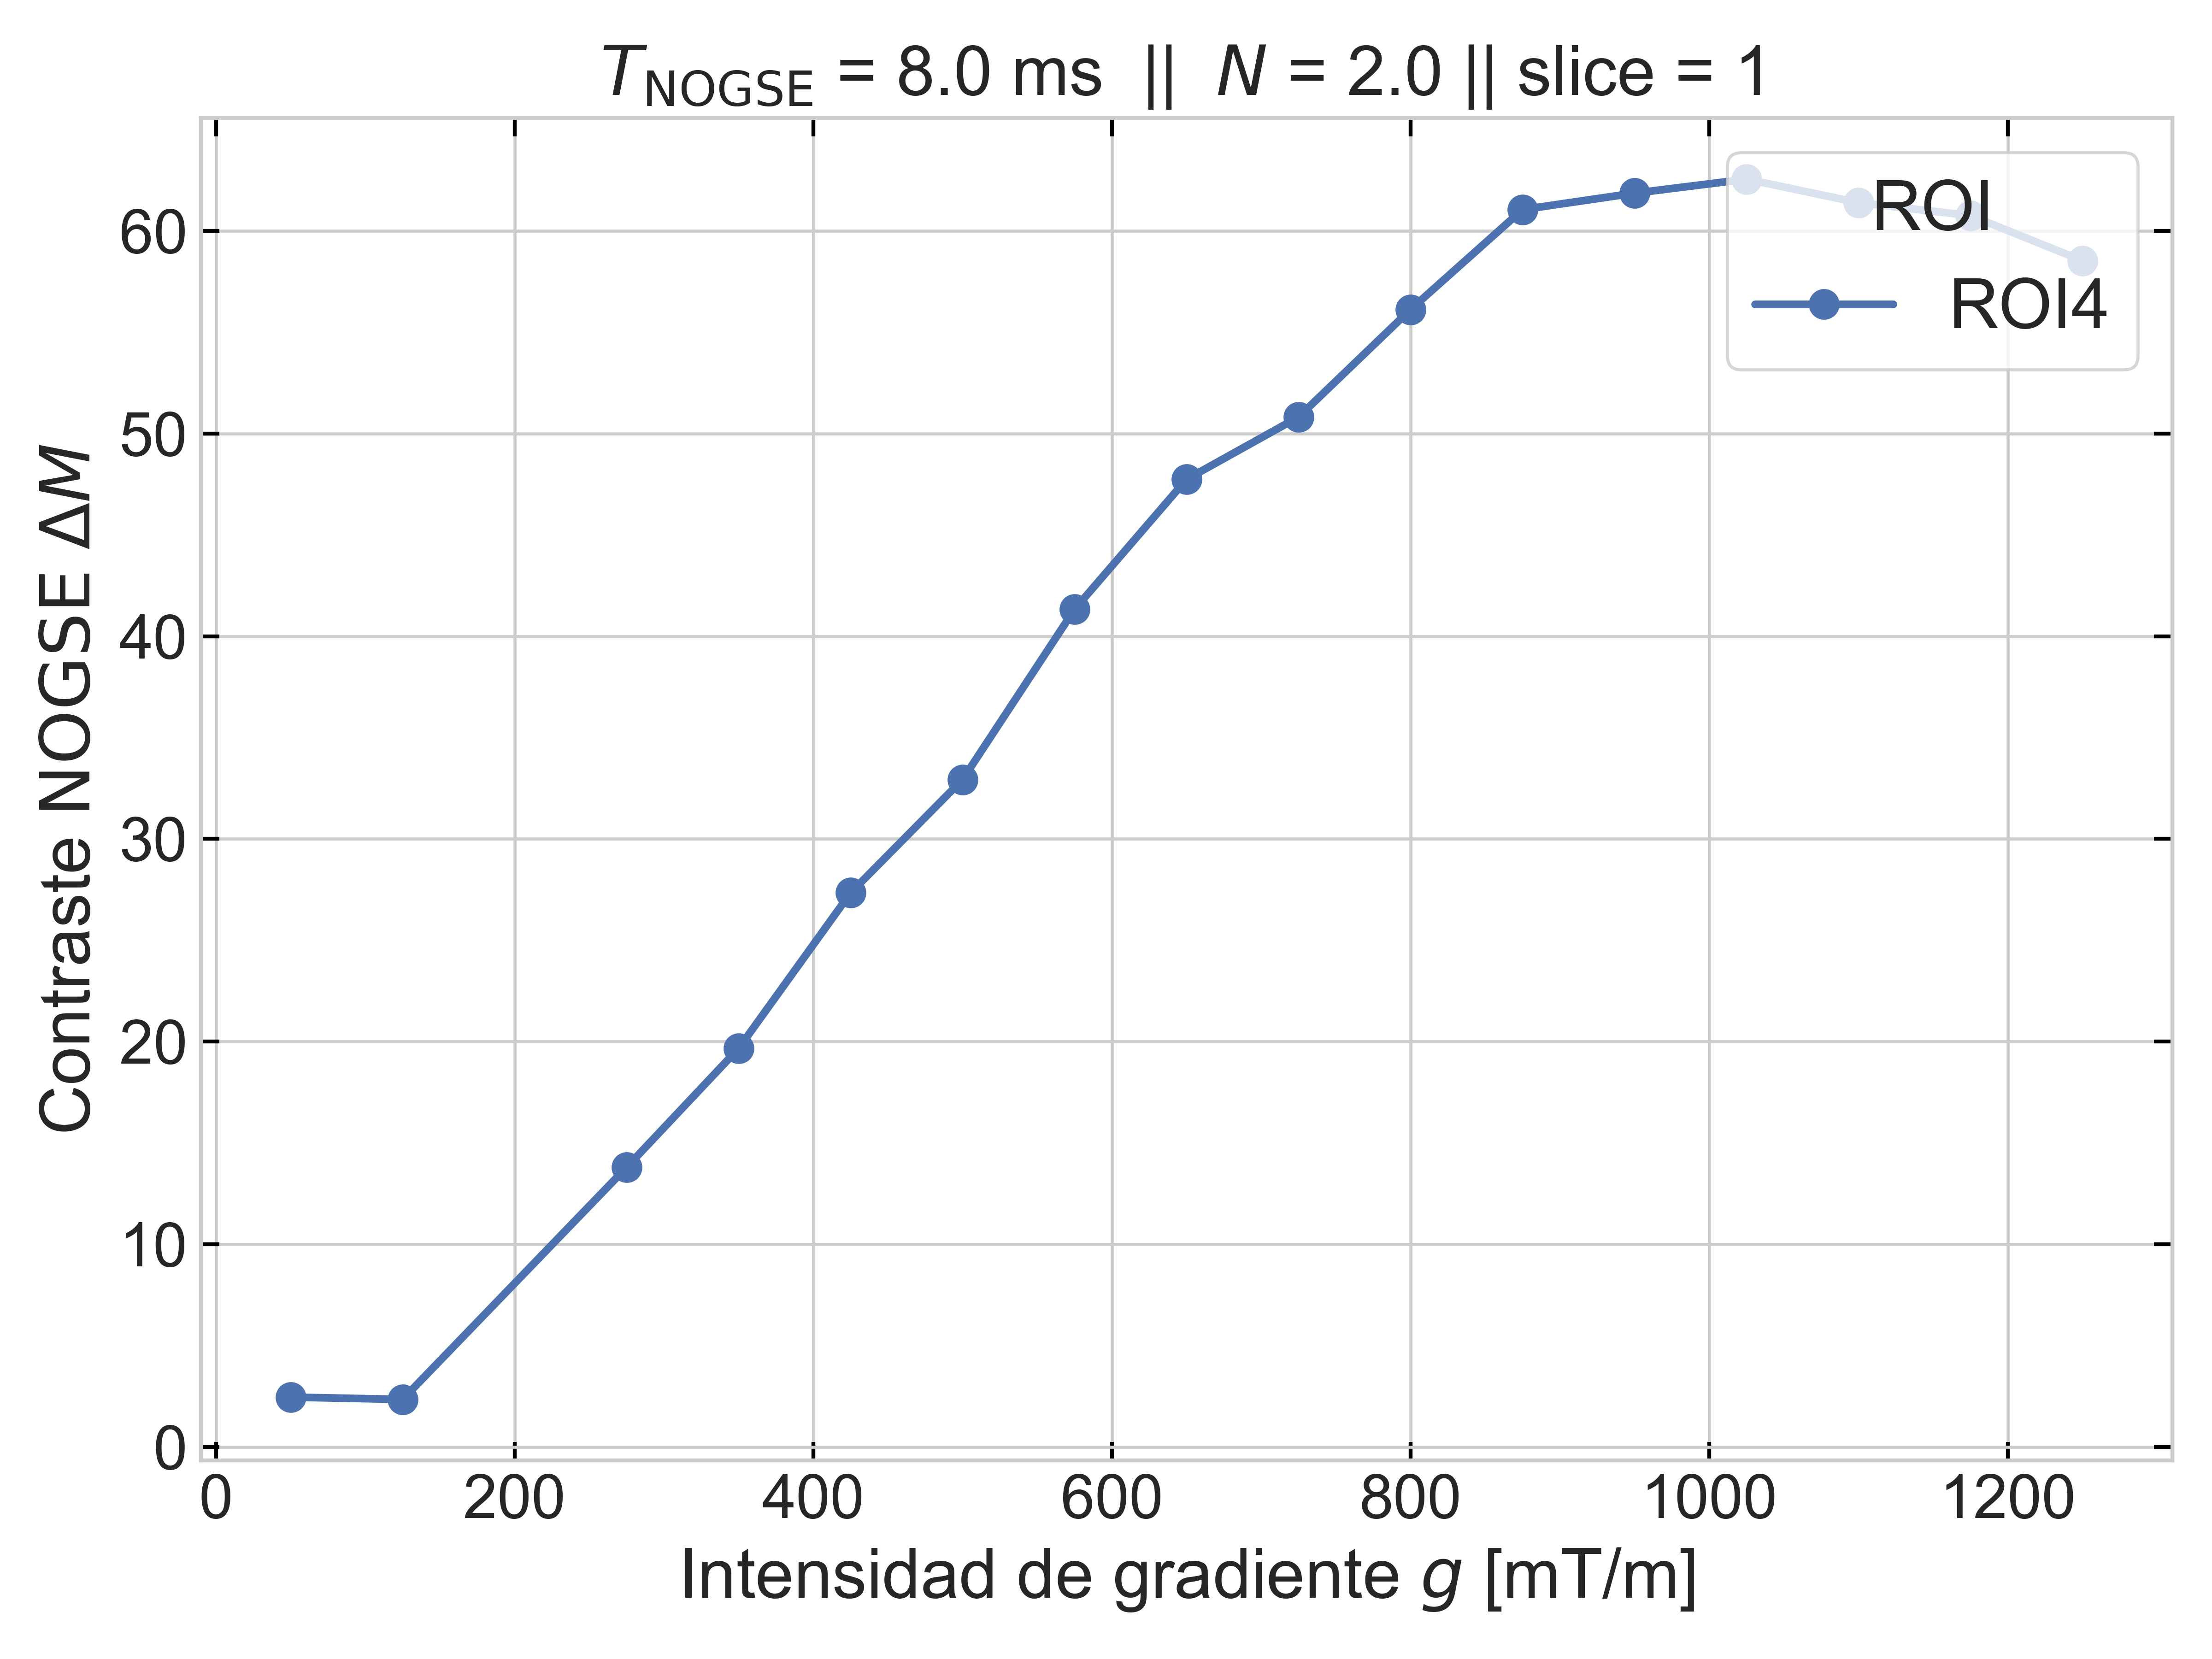 T_NOGSE = 8.0 ms || N = 2.0 || slice = 1
Contraste NOGSE ΔM
60
50
40
30
20
10
0
ROI
ROI4
0 200 400 600 800 1000 1200
Intensidad de gradiente g [mT/m]